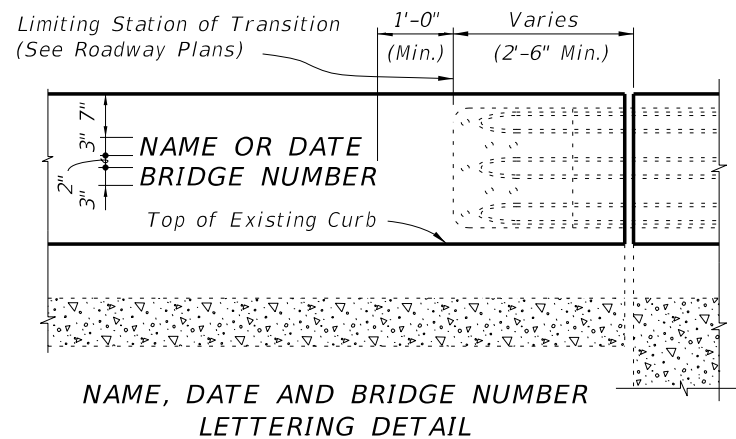 Limiting Station of Transition
(See Roadway Plans)
1'-0"
(Min.)
Varies
(2'-6" Min.)
7"
3"
2"
3"
NAME OR DATE
BRIDGE NUMBER
Top of Existing Curb
NAME, DATE AND BRIDGE NUMBER
LETTERING DETAIL